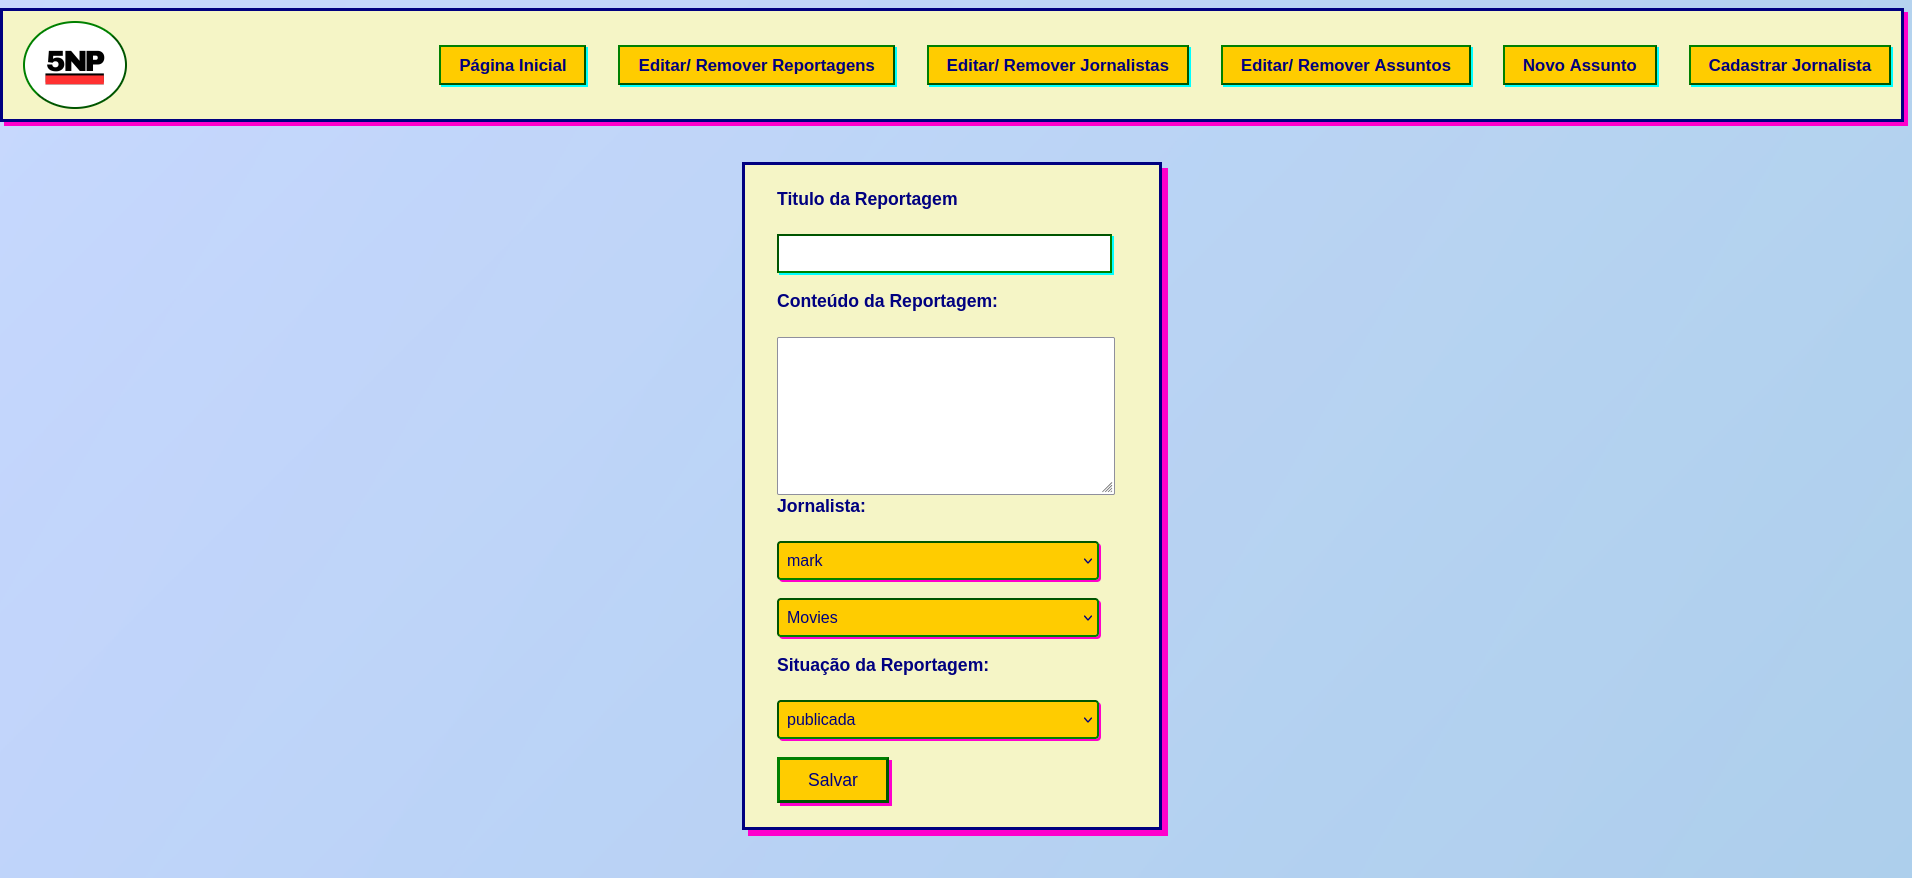 5NP
Página Inicial
Editar/ Remover Reportagens
Editar/ Remover Jornalistas
Editar/ Remover Assuntos
Novo Assunto
Cadastrar Jornalista
Titulo da Reportagem
Conteúdo da Reportagem:
Jornalista:
mark
Movies
Situação da Reportagem:
publicada
Salvar